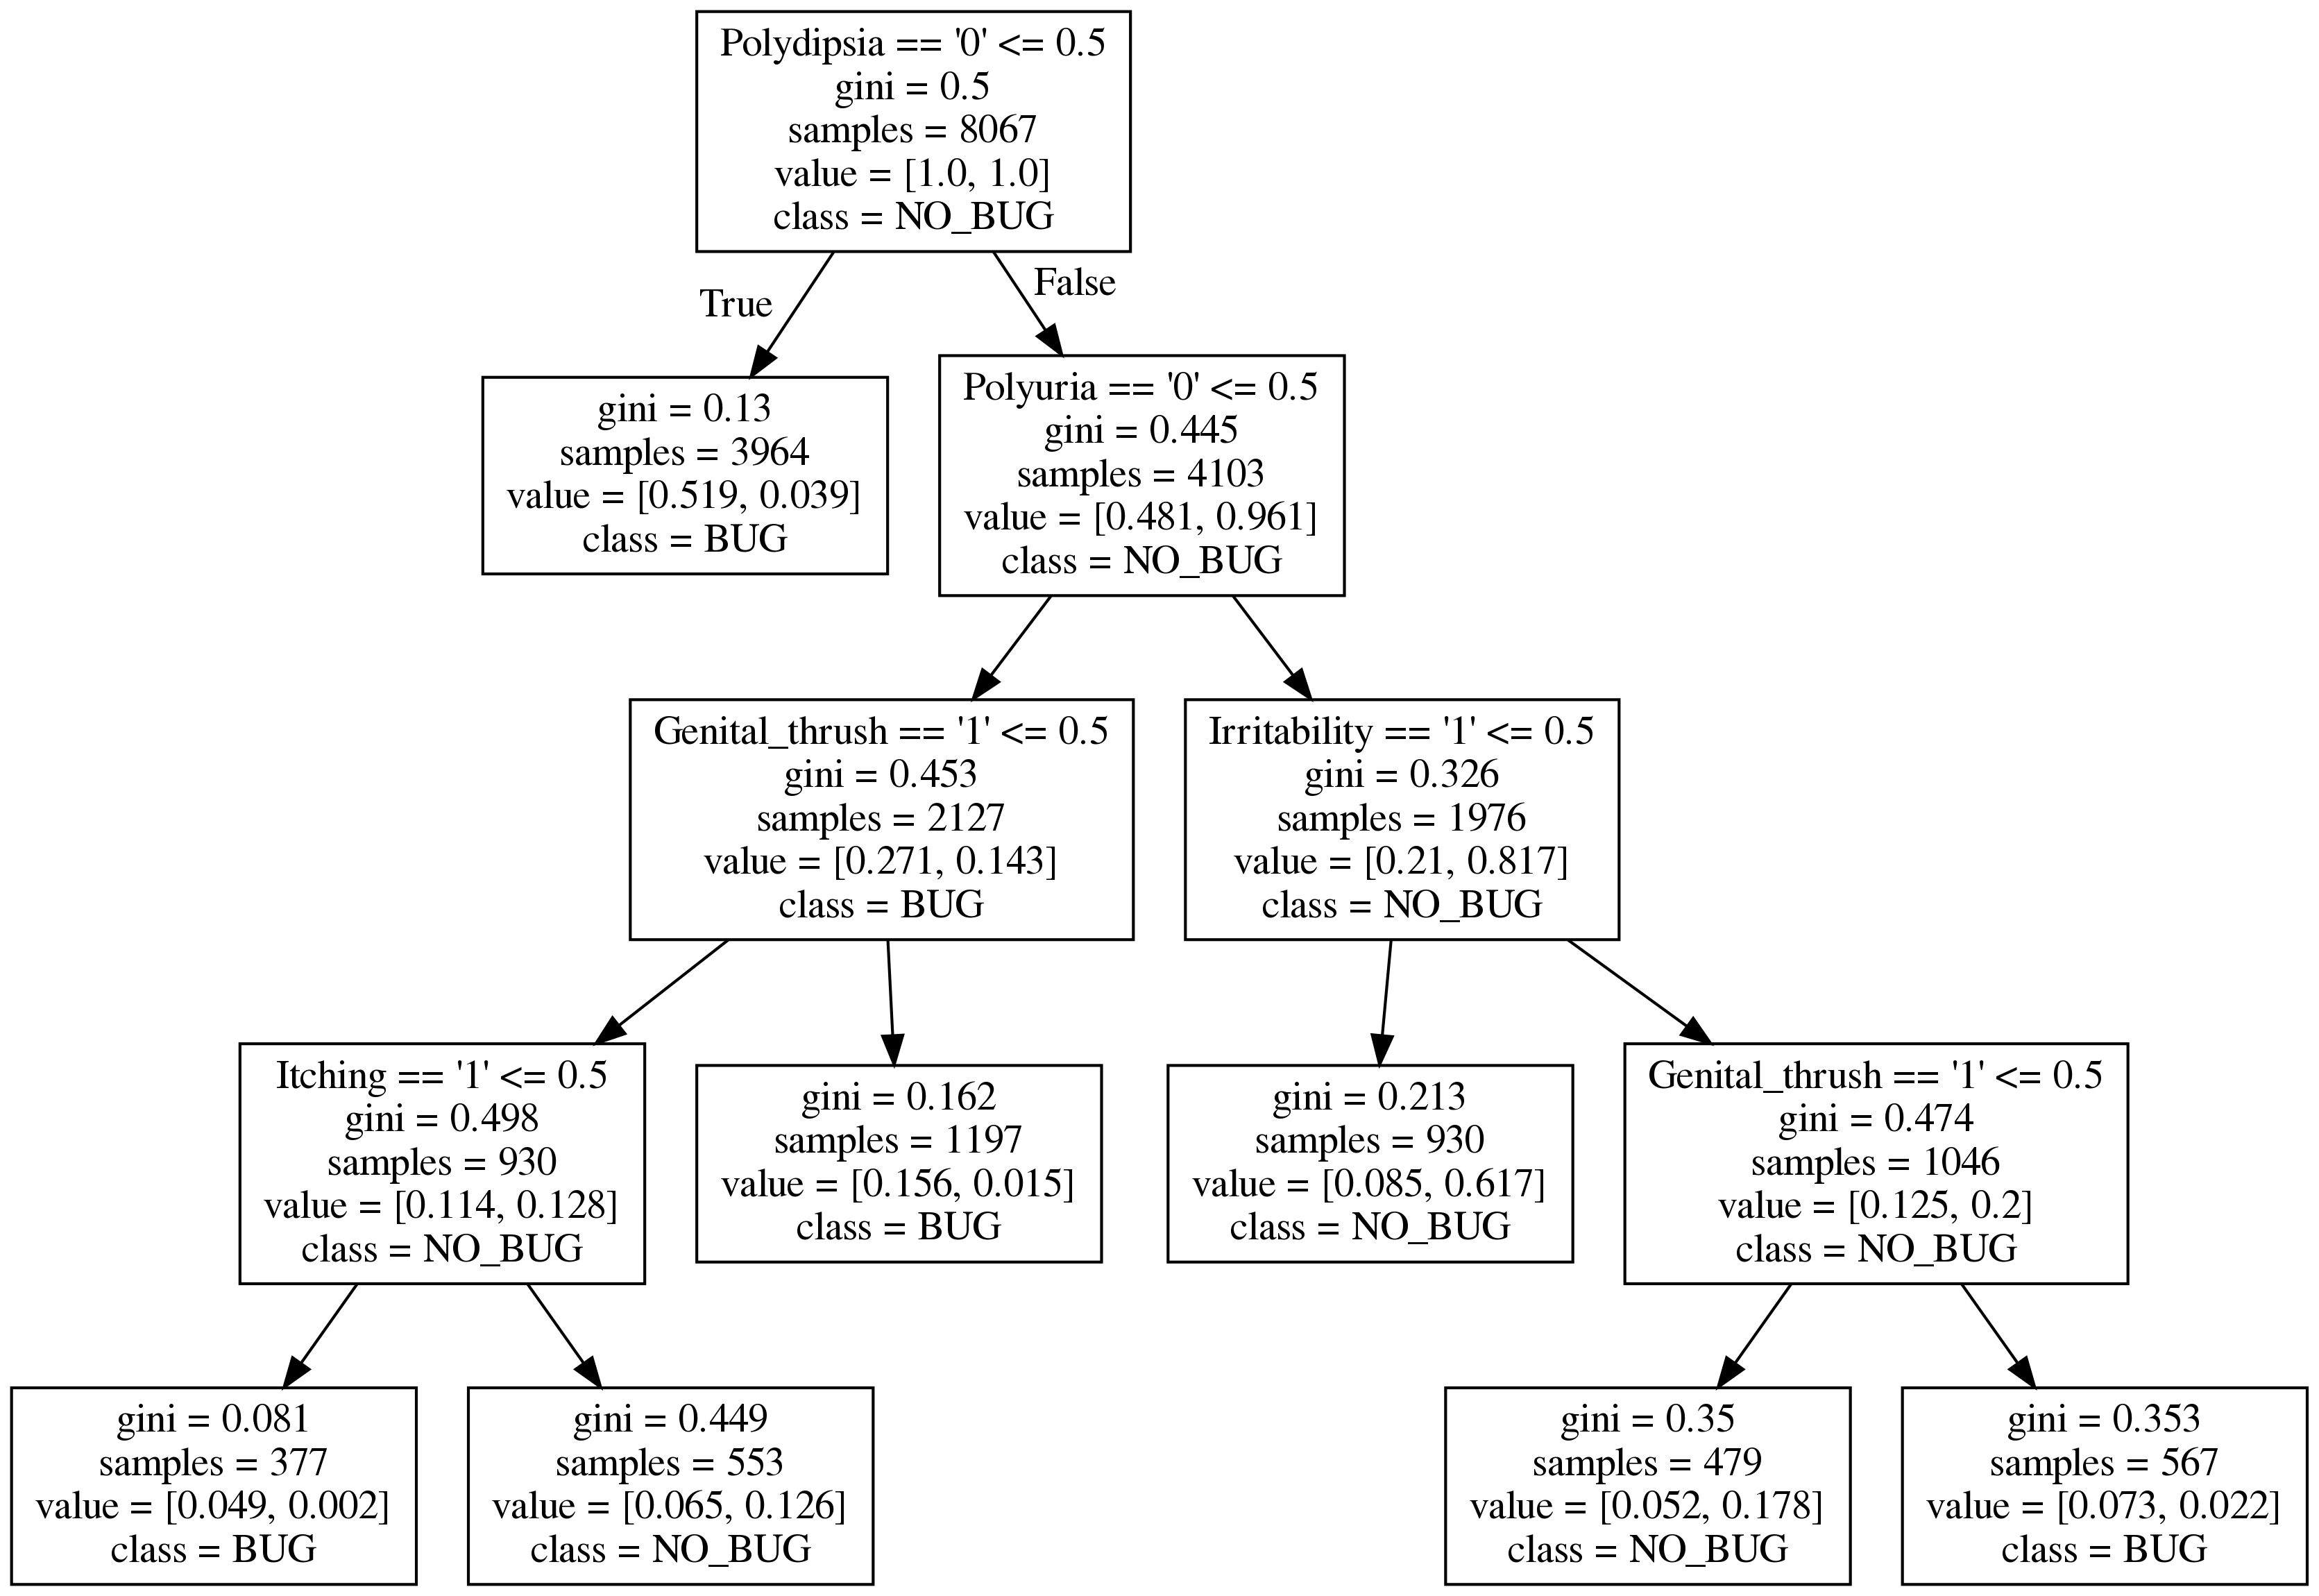 Polydipsia == '0' <= 0.5
gini = 0.5
samples = 8067
value = [1.0, 1.0]
class = NO_BUG
True
False
gini = 0.13
samples = 3964
value = [0.519, 0.039]
class = BUG
Polyuria == '0' <= 0.5
gini = 0.445
samples = 4103
value = [0.481, 0.961]
class = NO_BUG
Genital_thrush == '1' <= 0.5
gini = 0.453
samples = 2127
value = [0.271, 0.143]
class = BUG
Irritability == '1' <= 0.5
gini = 0.326
samples = 1976
value = [0.21, 0.817]
class = NO_BUG
Itching == '1' <= 0.5
gini = 0.498
samples = 930
value = [0.114, 0.128]
class = NO_BUG
gini = 0.162
samples = 1197
value = [0.156, 0.015]
class = BUG
gini = 0.213
samples = 930
value = [0.085, 0.617]
class = NO_BUG
Genital_thrush == '1' <= 0.5
gini = 0.474
samples = 1046
value = [0.125, 0.2]
class = NO_BUG
gini = 0.081
samples = 377
value = [0.049, 0.002]
class = BUG
gini = 0.449
samples = 553
value = [0.065, 0.126]
class = NO_BUG
gini = 0.35
samples = 479
value = [0.052, 0.178]
class = NO_BUG
gini = 0.353
samples = 567
value = [0.073, 0.022]
class = BUG